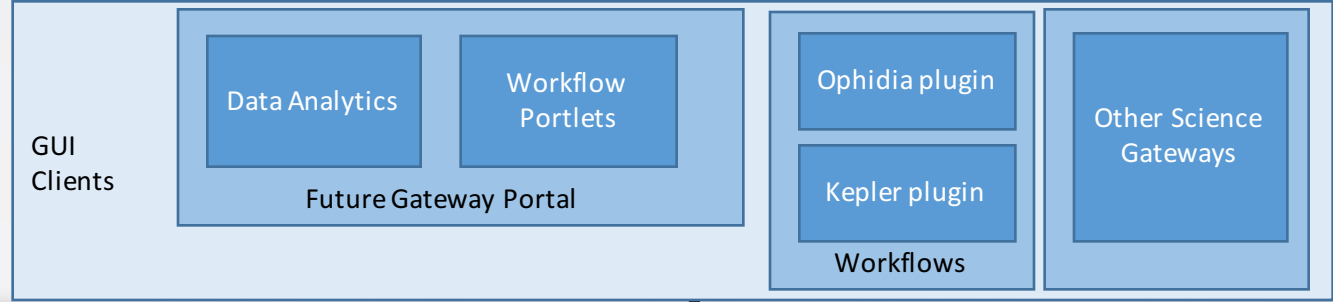 GUI
Clients
Data Analytics
Workflow
Portlets
Future Gateway Portal
Ophidia plugin
Kepler plugin
Workflows
Other Science
Gateways